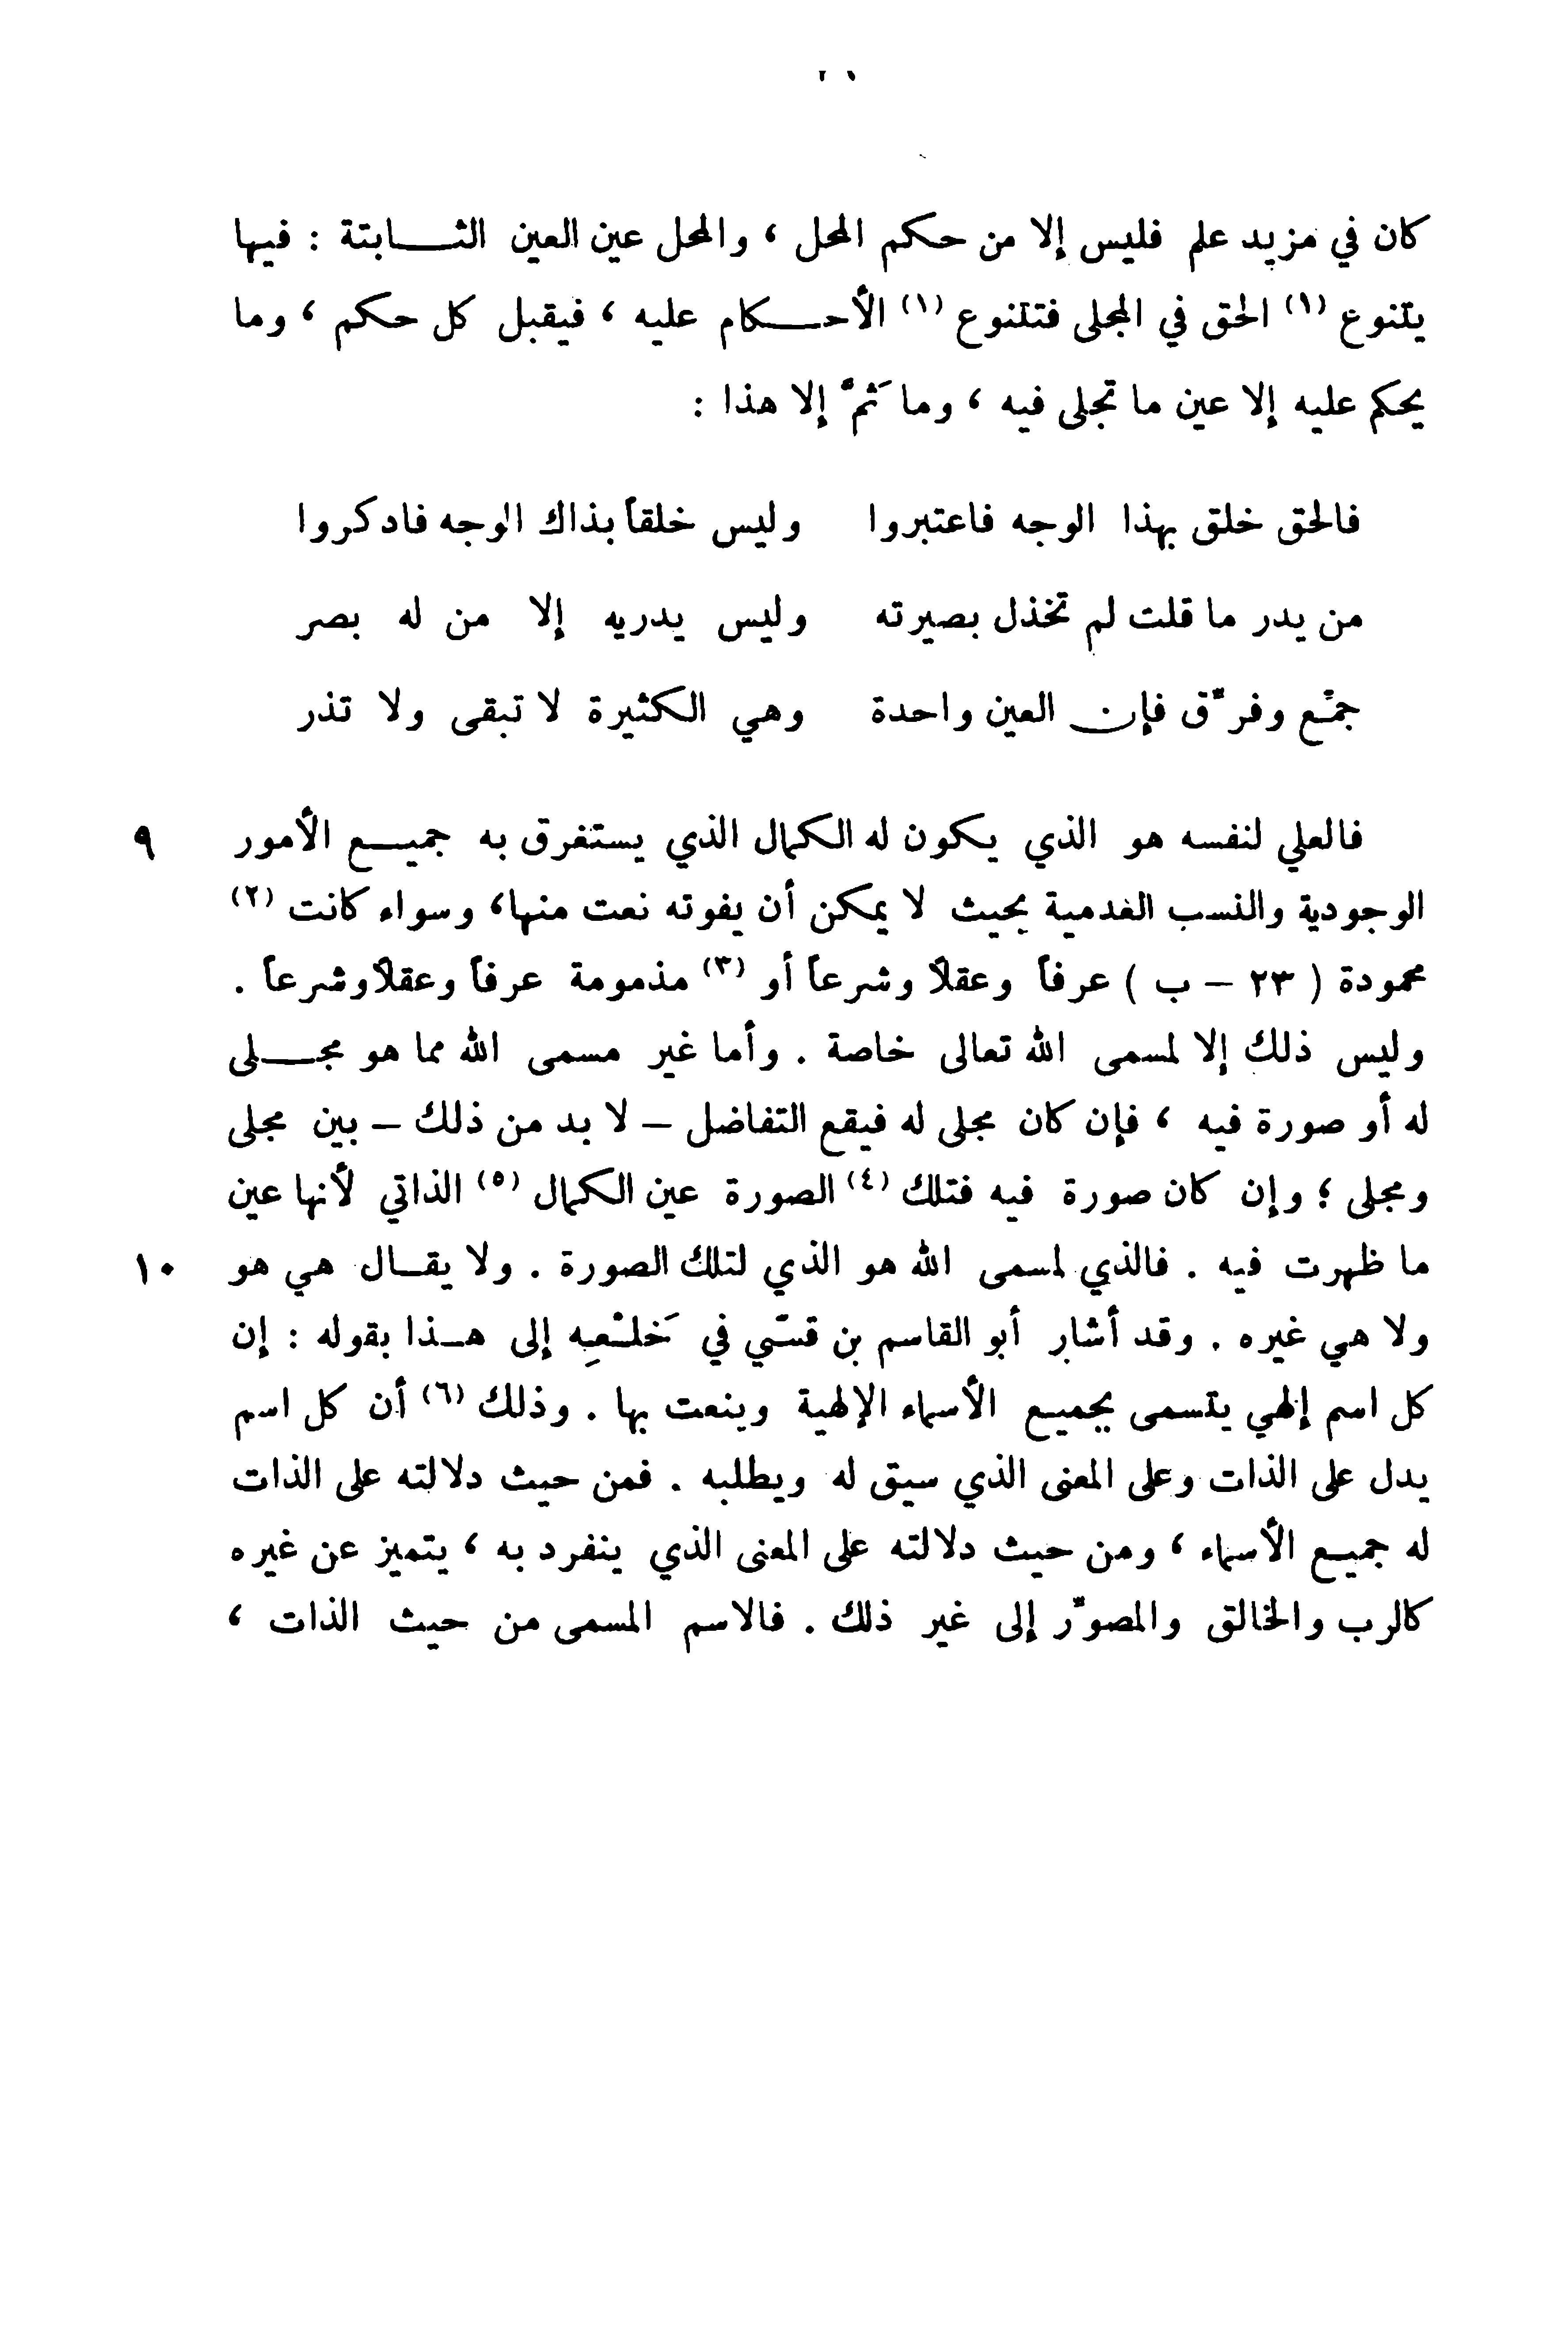 كان في مزيد علم فليس إلا من حكم المحل ، والمحل عين العين الثابتة : فيها
يتنوع (١) الحق في المجلى فتتنوع (١) الأحكام عليه ، فيقبل كل حكم ، وما
يحكم عليه إلا عين ما تجلى فيه ، وما ثَمَّ إلا هذا :
فالحق خلق بهذا الوجه فاعتبروا وليس خلقاً بذاك الوجه فادكروا
من يدر ما قلت لم تخذل بصيرته وليس يدريه إلا من له بصر
جمّع وفرّق فإن العين واحدة وهي الكثيرة لا تبقى ولا تذر
فالعلي لنفسه هو الذي يكون له الكمال الذي يستغرق به جميع الأمور ٩
الوجودية والنسب العدمية بحيث لا يمكن أن يفوته نعت منها، وسواء كانت (٢)
محمودة ( ٢٣ – ب ) عرفاً وعقلاً وشرعاً أو (٣) مذمومة عرفاً وعقلاً وشرعاً .
وليس ذلك إلا لمسمى الله تعالى خاصة . وأما غير مسمى الله مما هو مجلى
له أو صورة فيه ، فإن كان مجلى له فيقع التفاضل – لا بد من ذلك – بين مجلى
ومجلى ؛ وإن كان صورة فيه فتلك (٤) الصورة عين الكمال (٥) الذاتي لأنها عين
ما ظهرت فيه . فالذي لمسمى الله هو الذي لتلك الصورة . ولا يقال هي هو ١٠
ولا هي غيره . وقد أشار أبو القاسم بن قسّي في خَلْعِه إلى هذا بقوله : إن
كل اسم إلهي يتسمى بجميع الأسماء الإلهية وينعت بها . وذلك (٦) أن كل اسم
يدل على الذات وعلى المعنى الذي سيق له ويطلبه . فمن حيث دلالته على الذات
له جميع الأسماء ، ومن حيث دلالته على المعنى الذي ينفرد به ، يتميز عن غيره
كالرب والخالق والمصوّر إلى غير ذلك . فالاسم المسمى من حيث الذات ،